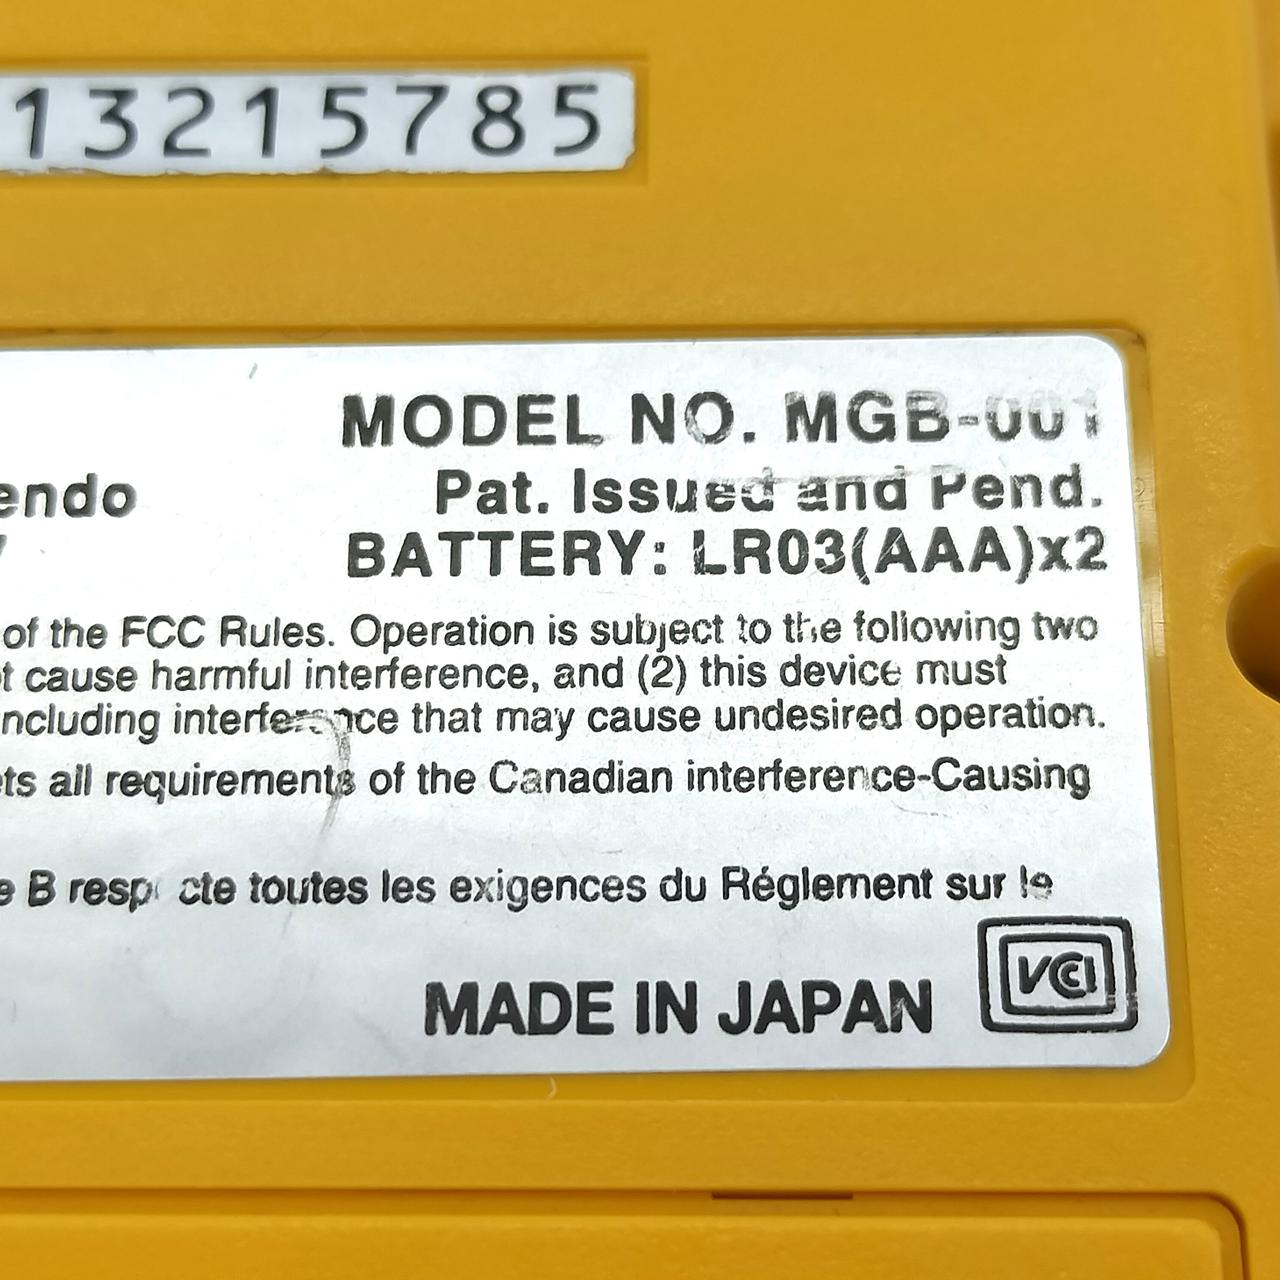 13215785
MODEL NO. MGB-001
endo
Pat. Issued and Pend.
BATTERY: LR03(AAA)x2
of the FCC Rules. Operation is subject to the following two
t cause harmful interference, and (2) this device must
ncluding interference that may cause undesired operation.
ts all requirements of the Canadian interference-Causing
e B respecte toutes les exigences du Réglement sur le
MADE IN JAPAN
VCI